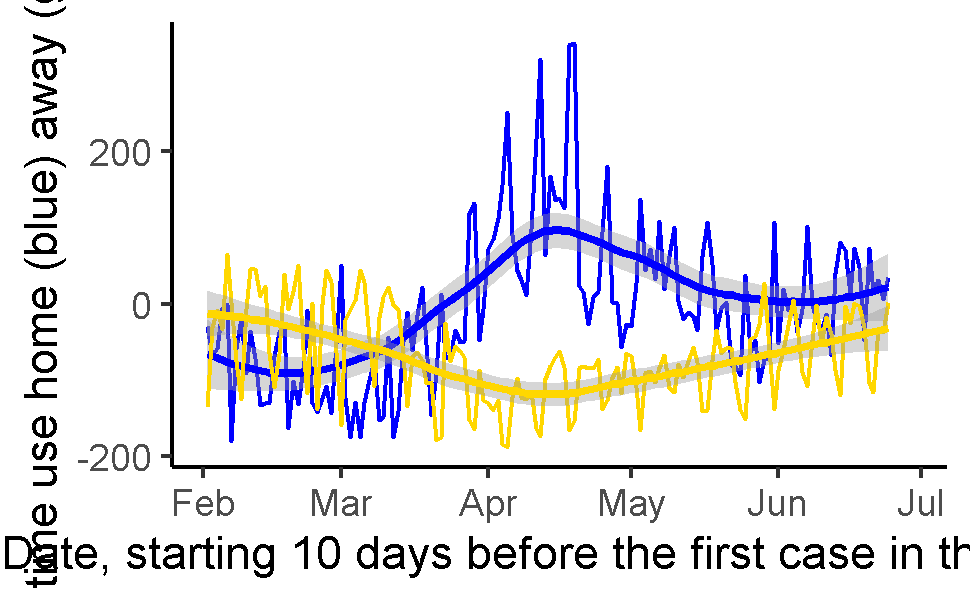 time use home (blue) away (
200
0
-200
Feb Mar Apr May Jun Jul
Date, starting 10 days before the first case in th